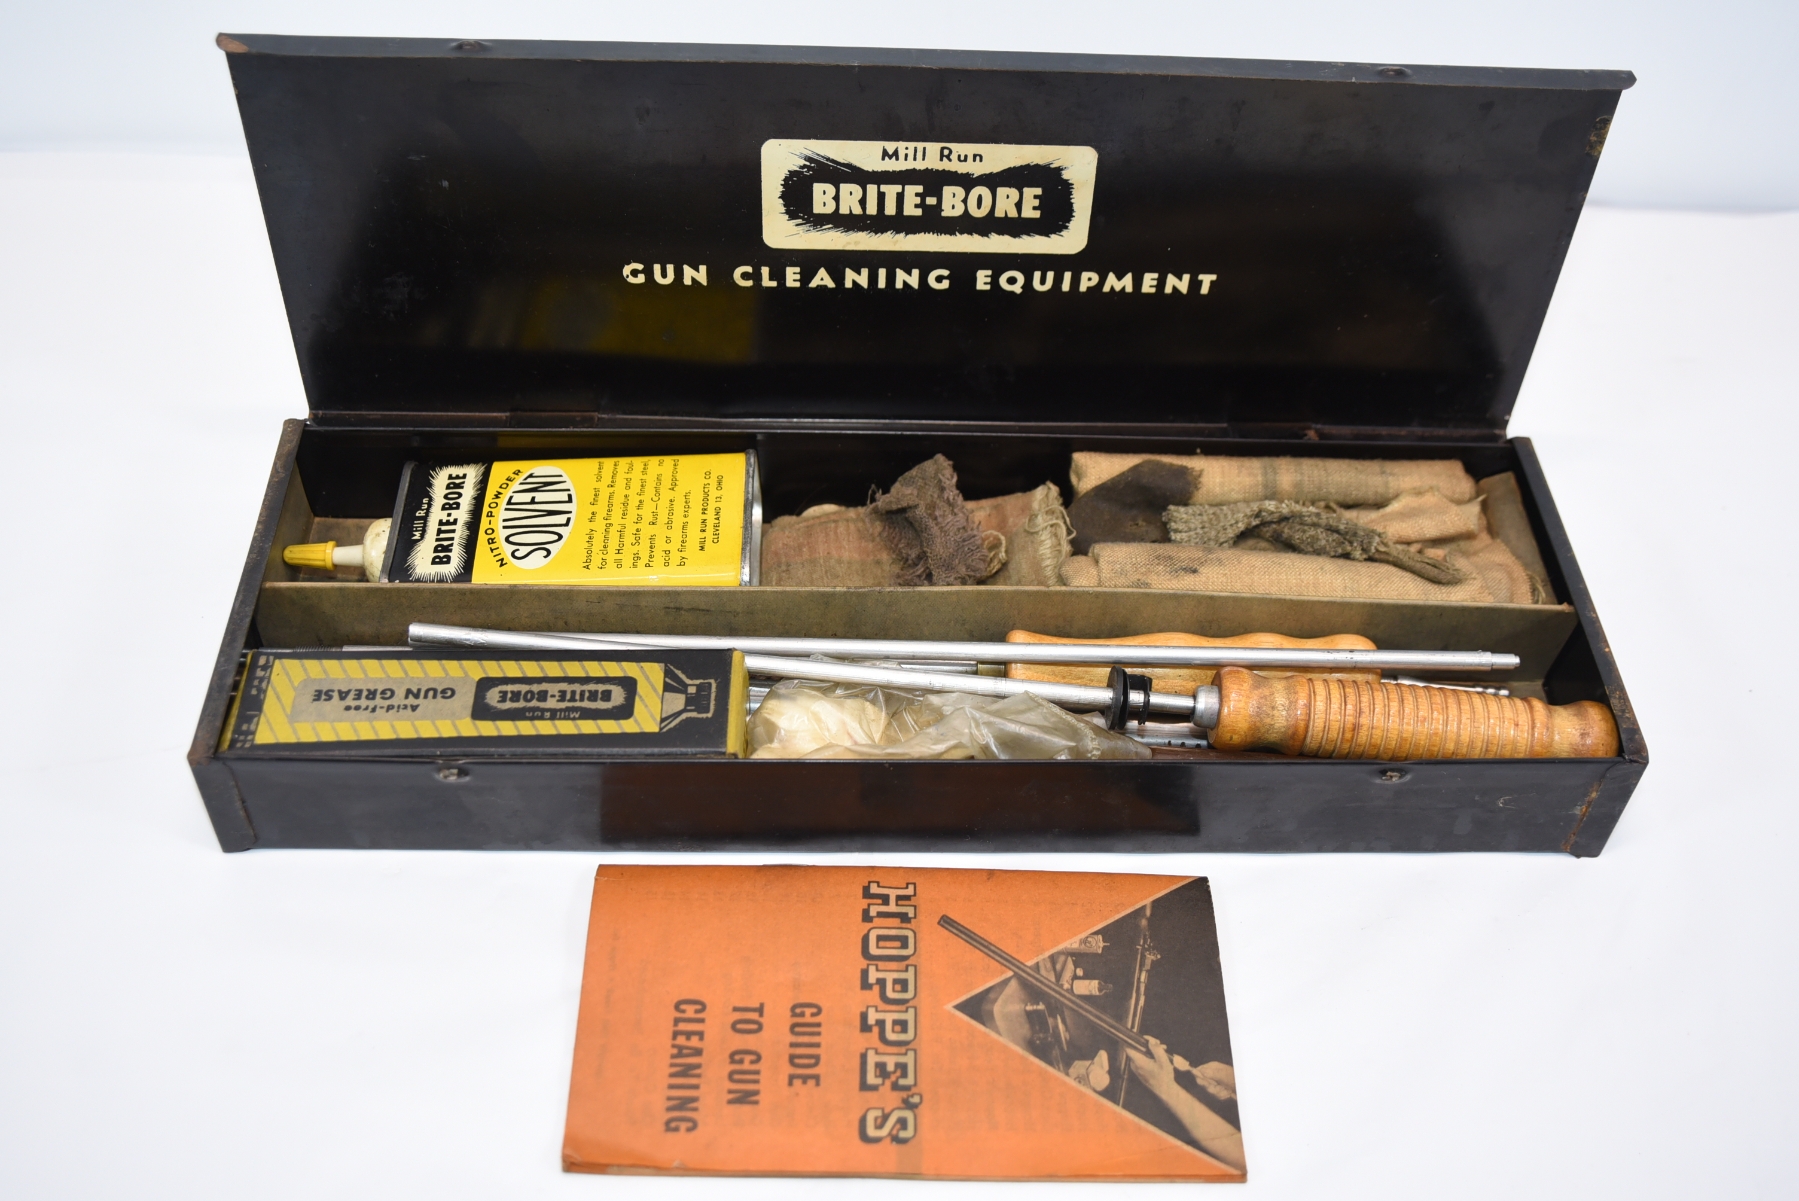 Mill Run
BRITE-BORE
GUN CLEANING EQUIPMENT
Mill Run
BRITE-BORE
NITRO-POWDER
SOLVENT
Absolutely the finest solvent
for cleaning firearms. Removes
all Harmful residue and foul-
ings. Safe for the finest steel,
Prevents Rust—Contains no
acid or abrasive. Approved
by firearms experts.
MILL RUN PRODUCTS CO.
CLEVELAND 13, OHIO
Mill Run
BRITE-BORE
Acid-Free
GUN GREASE
HOPPE'S
GUIDE
TO GUN
CLEANING